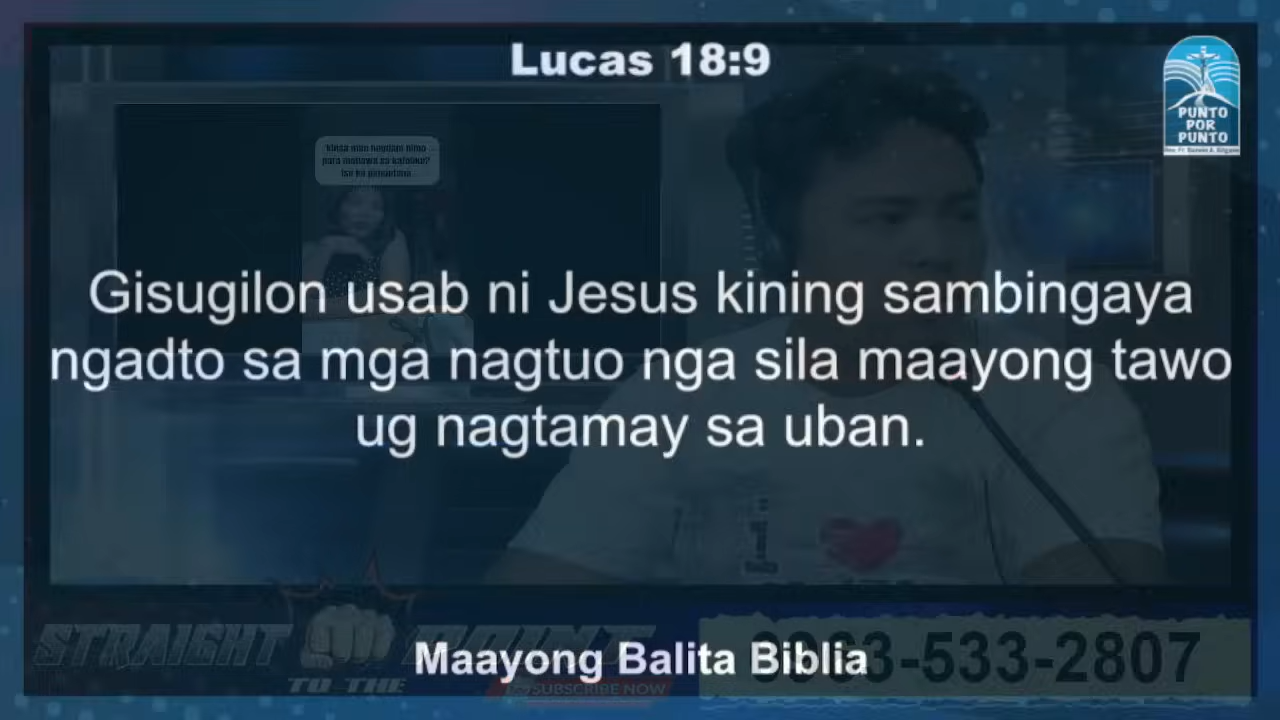 Lucas 18:9
PUNTO
POR
PUNTO
Gisugilon usab ni Jesus kining sambingaya
ngadto sa mga nagtuo nga sila maayong tawo
ug nagtamay sa uban.
STRAIGHT
TO THE
POINT
Maayong Balita Biblia
3-533-2807
SUBSCRIBE NOW